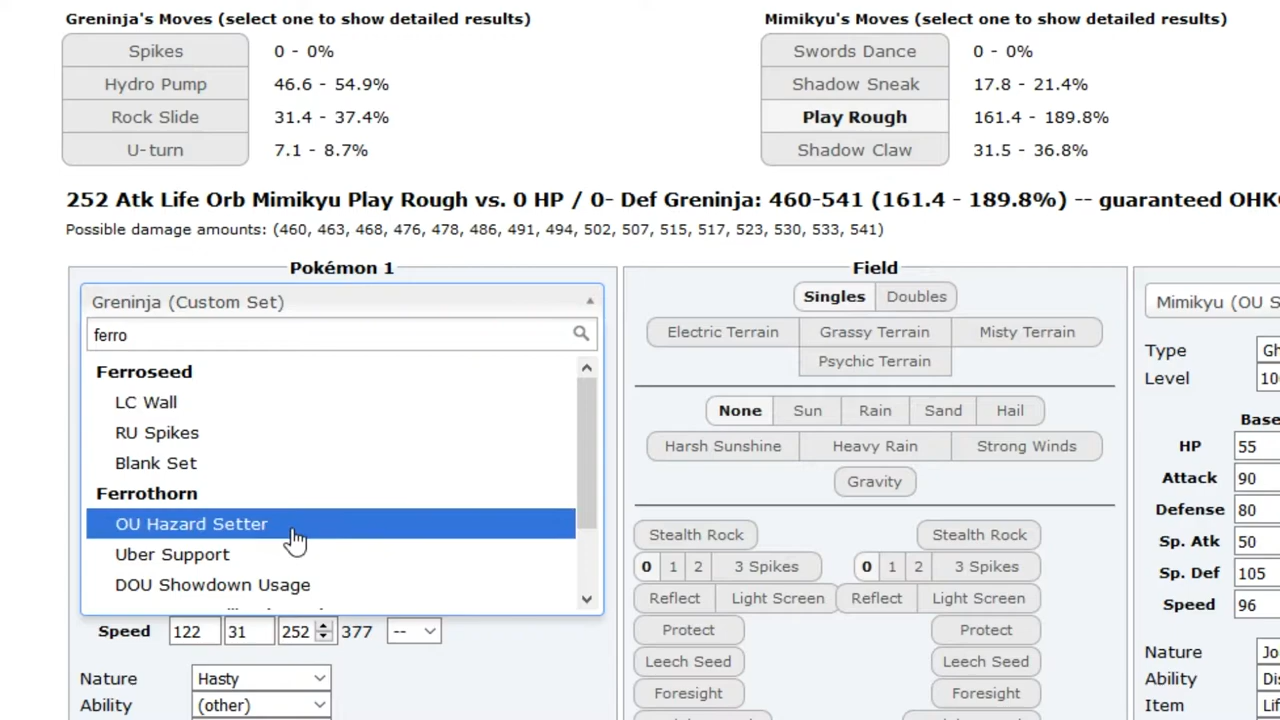 Greninja's Moves (select one to show detailed results)
Mimikyu's Moves (select one to show detailed results)
Spikes 0 - 0%
Hydro Pump 46.6 - 54.9%
Rock Slide 31.4 - 37.4%
U-turn 7.1 - 8.7%
Swords Dance 0 - 0%
Shadow Sneak 17.8 - 21.4%
Play Rough 161.4 - 189.8%
Shadow Claw 31.5 - 36.8%
252 Atk Life Orb Mimikyu Play Rough vs. 0 HP / 0- Def Greninja: 460-541 (161.4 - 189.8%) -- guaranteed OHK
Possible damage amounts: (460, 463, 468, 476, 478, 486, 491, 494, 502, 507, 515, 517, 523, 530, 533, 541)
Pokémon 1
Greninja (Custom Set)
ferro
Ferroseed
LC Wall
RU Spikes
Blank Set
Ferrothorn
OU Hazard Setter
Uber Support
DOU Showdown Usage
Speed 122 31 252 377 --
Nature Hasty
Ability (other)
Field
Singles Doubles
Electric Terrain Grassy Terrain Misty Terrain
Psychic Terrain
None Sun Rain Sand Hail
Harsh Sunshine Heavy Rain Strong Winds
Gravity
Stealth Rock Stealth Rock
0 1 2 3 Spikes 0 1 2 3 Spikes
Reflect Light Screen Reflect Light Screen
Protect Protect
Leech Seed Leech Seed
Foresight Foresight
Mimikyu (OU S
Type Gh
Level 10
Base
HP 55
Attack 90
Defense 80
Sp. Atk 50
Sp. Def 105
Speed 96
Nature Jo
Ability Dis
Item Lif